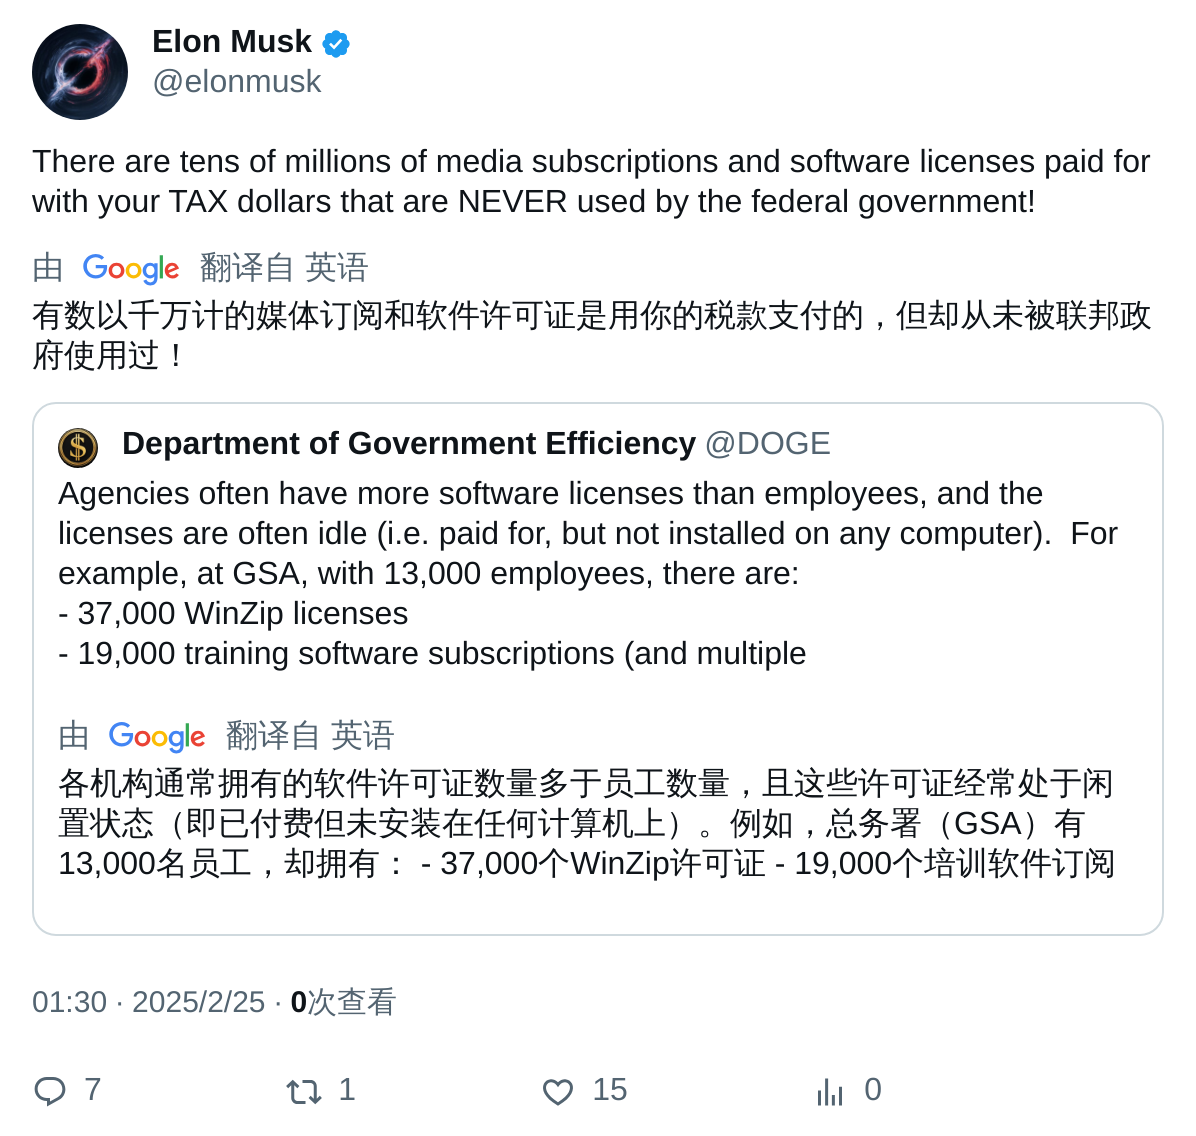 Elon Musk
@elonmusk
There are tens of millions of media subscriptions and software licenses paid for
with your TAX dollars that are NEVER used by the federal government!
由 Google 翻译自 英语
有数以千万计的媒体订阅和软件许可证是用你的税款支付的，但却从未被联邦政
府使用过！
Department of Government Efficiency @DOGE
Agencies often have more software licenses than employees, and the
licenses are often idle (i.e. paid for, but not installed on any computer).  For
example, at GSA, with 13,000 employees, there are:
- 37,000 WinZip licenses
- 19,000 training software subscriptions (and multiple
由 Google 翻译自 英语
各机构通常拥有的软件许可证数量多于员工数量，且这些许可证经常处于闲
置状态（即已付费但未安装在任何计算机上）。例如，总务署（GSA）有
13,000名员工，却拥有： - 37,000个WinZip许可证 - 19,000个培训软件订阅
01:30 · 2025/2/25 · 0次查看
7 1 15 0